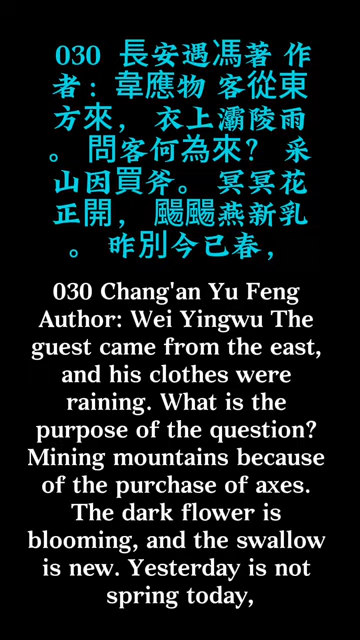 030 長安遇馮著 作
者：韋應物 客從東
方來， 衣上灞陵雨
。 問客何為來？ 采
山因買斧。 冥冥花
正開， 颺颺燕新乳
。 昨別今已春，
030 Chang'an Yu Feng
Author: Wei Yingwu The
guest came from the east,
and his clothes were
raining. What is the
purpose of the question?
Mining mountains because
of the purchase of axes.
The dark flower is
blooming, and the swallow
is new. Yesterday is not
spring today,